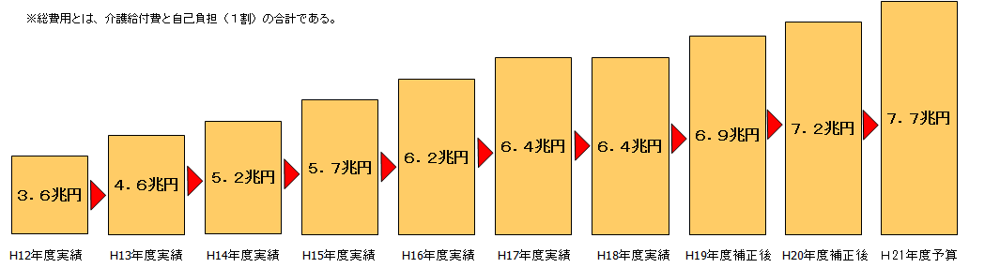 ※総費用とは、介護給付費と自己負担（１割）の合計である。
３．６兆円
４．６兆円
５．２兆円
５．７兆円
６．２兆円
６．４兆円
６．４兆円
６．９兆円
７．２兆円
７．７兆円
H12年度実績
H13年度実績
H14年度実績
H15年度実績
H16年度実績
H17年度実績
H18年度実績
H19年度補正後
H20年度補正後
Ｈ21年度予算